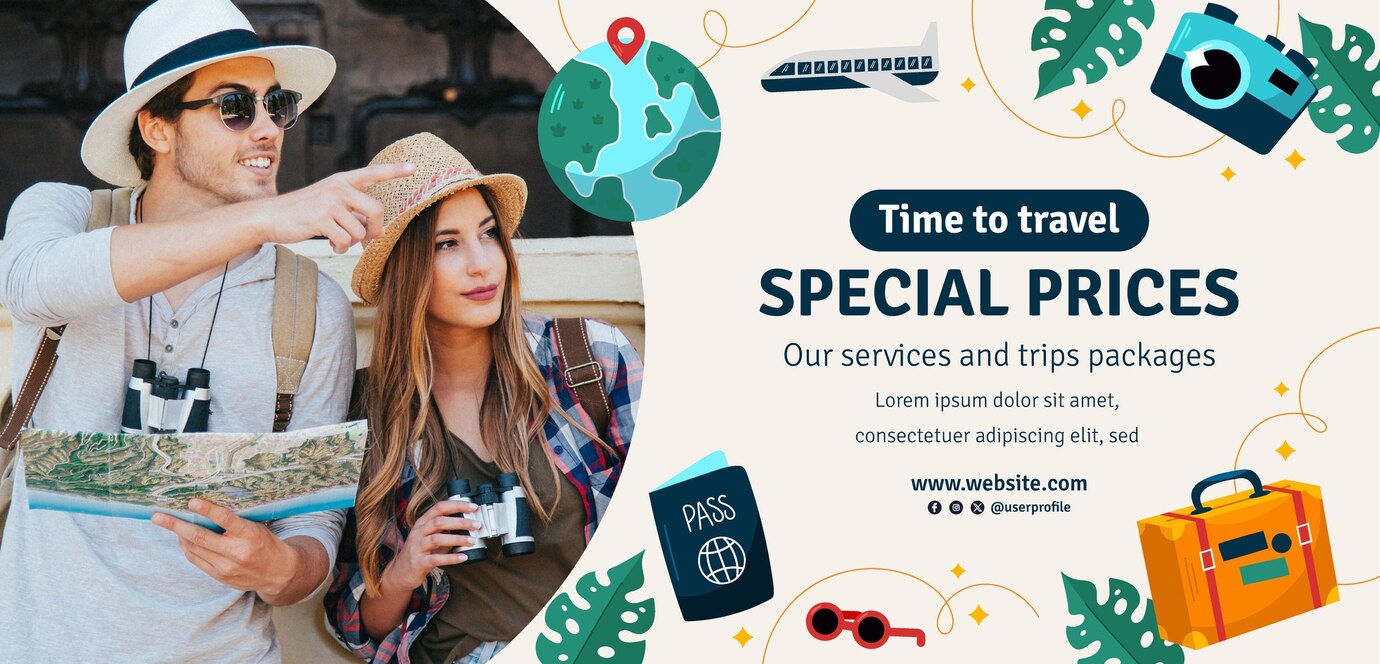 Time to travel
SPECIAL PRICES
Our services and trips packages
Lorem ipsum dolor sit amet,
consectetuer adipiscing elit, sed
www.website.com
@userprofile
PASS